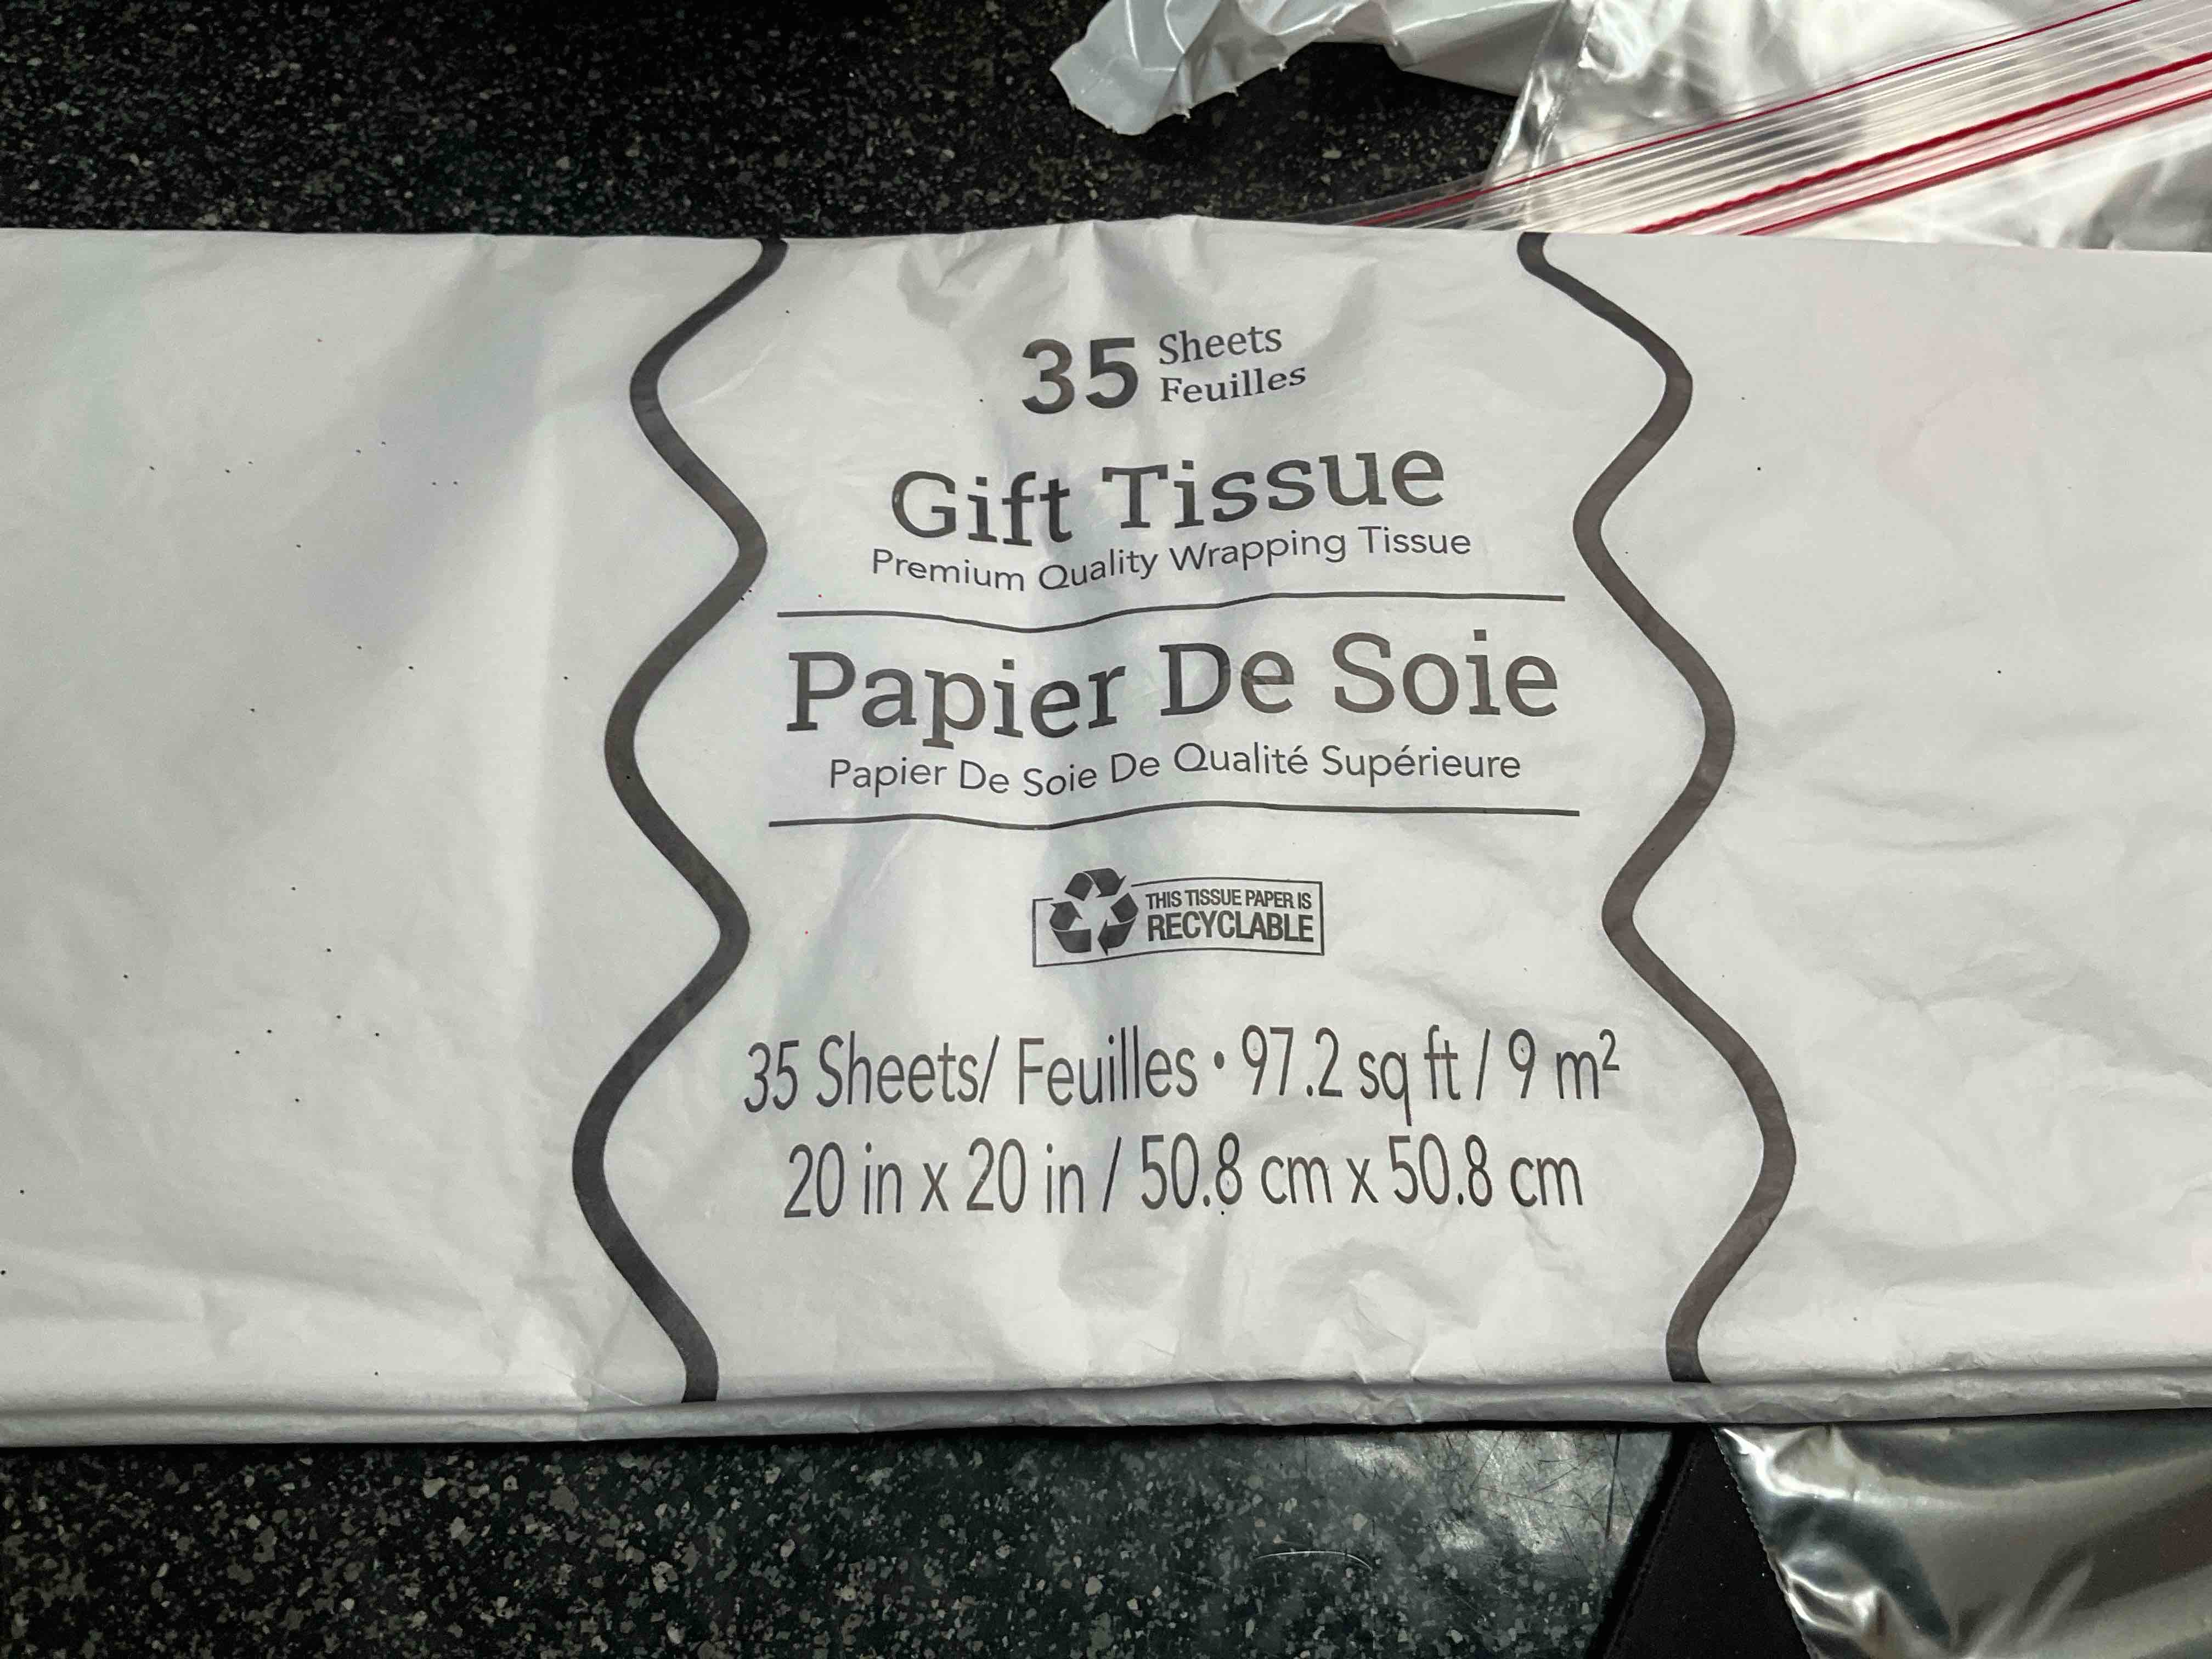 35 Sheets
Feuilles
Gift Tissue
Premium Quality Wrapping Tissue
Papier De Soie
Papier De Soie De Qualité Supérieure
THIS TISSUE PAPER IS
RECYCLABLE
35 Sheets/ Feuilles • 97.2 sq ft / 9 m²
20 in x 20 in / 50.8 cm x 50.8 cm